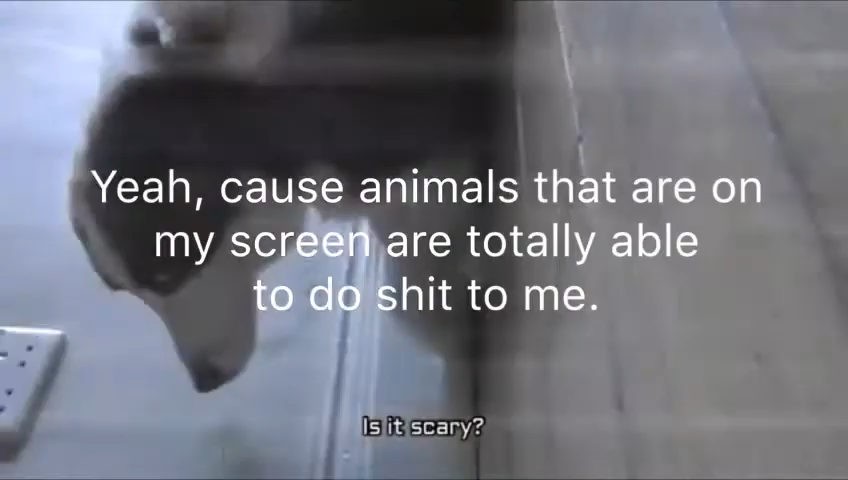 Yeah, cause animals that are on
my screen are totally able
to do shit to me.
Is it scary?